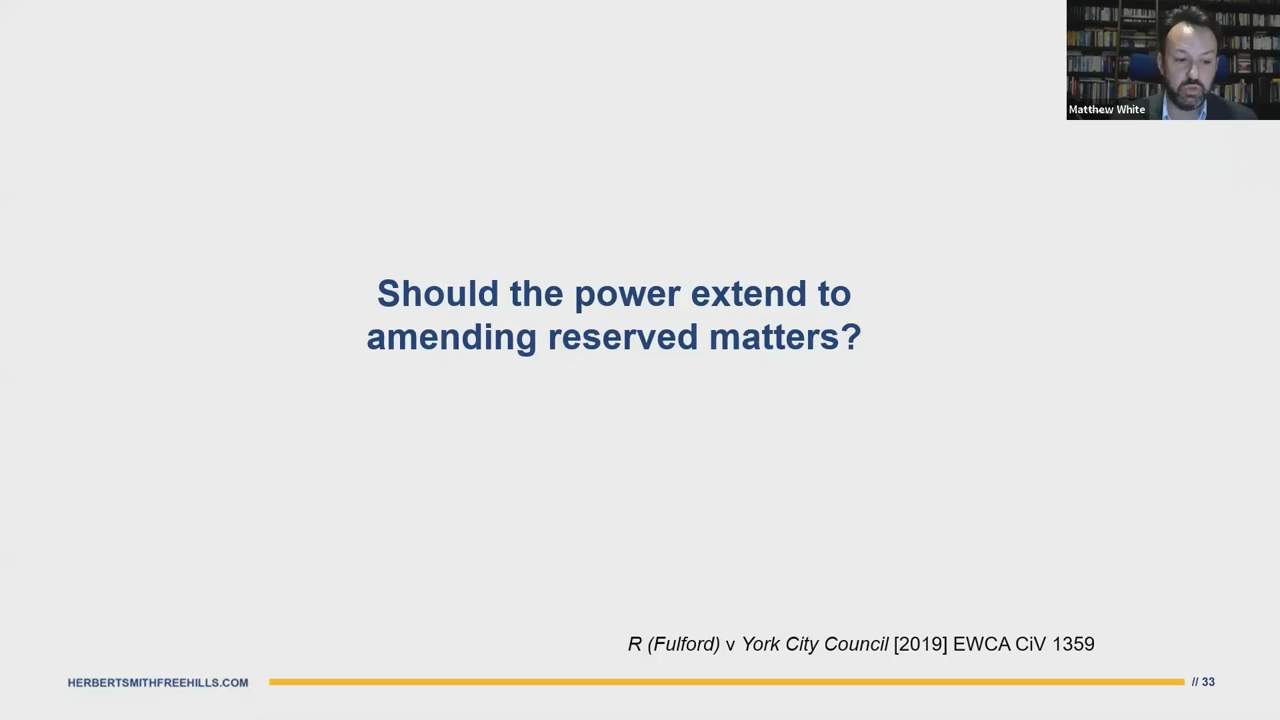 Matthew White
Should the power extend to
amending reserved matters?
R (Fulford) v York City Council [2019] EWCA CiV 1359
HERBERTSMITHFREEHILLS.COM
// 33